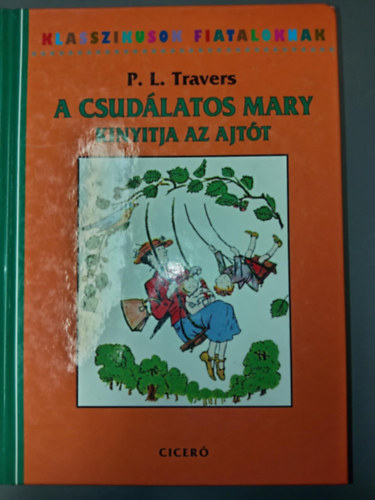 KLASSZIKUSOK FIATALOKNAK
P. L. Travers
A CSUDÁLATOS MARY
KINYITJA AZ AJTÓT
CICERÓ